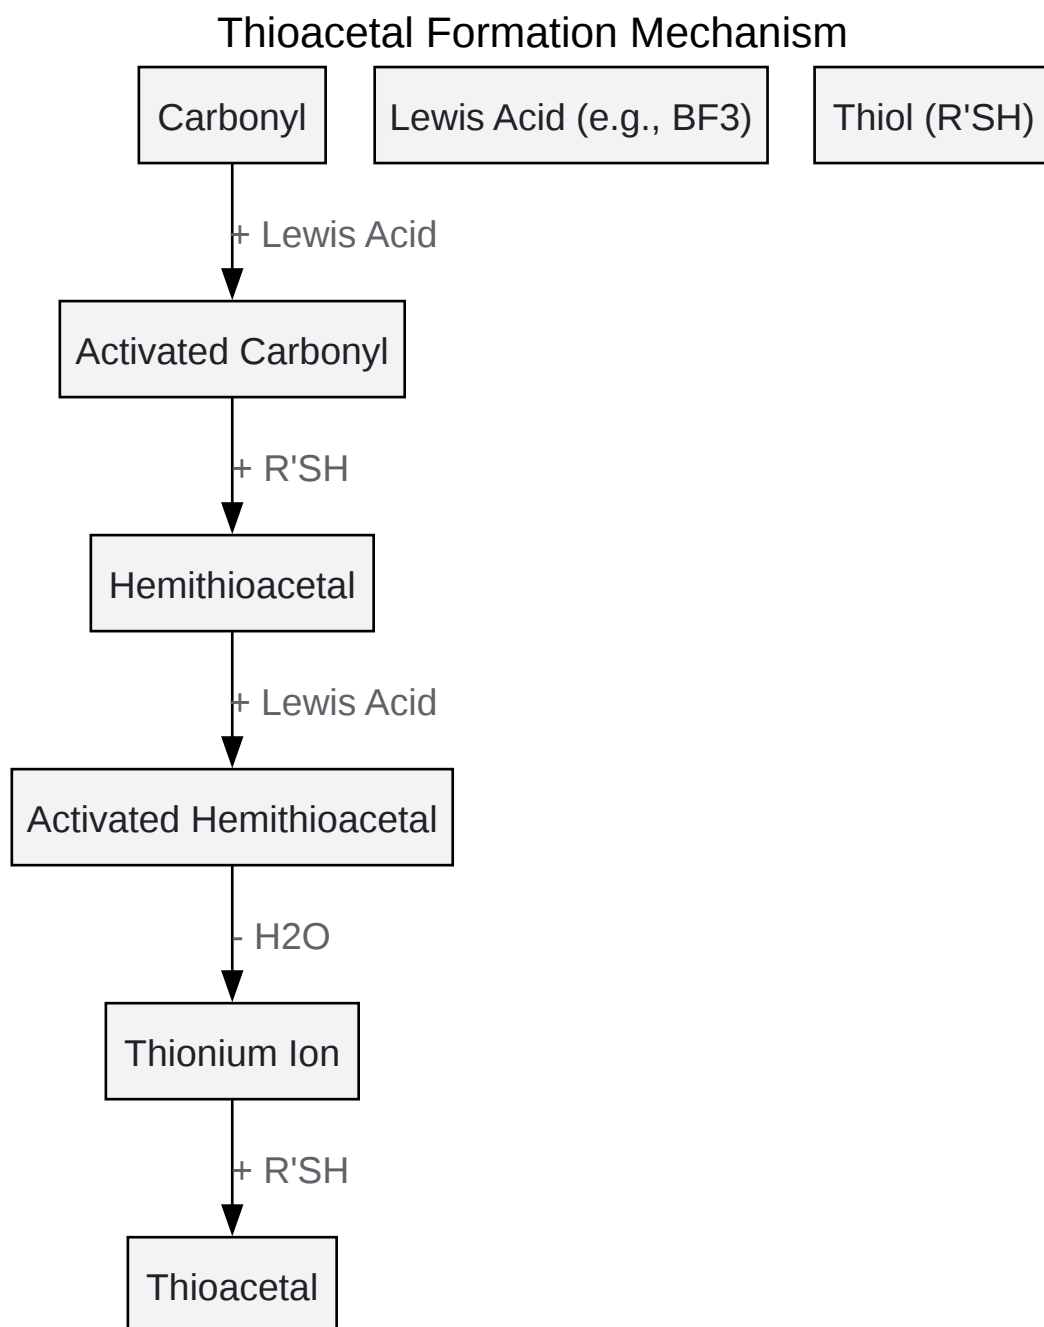 Thioacetal Formation Mechanism
Carbonyl
Lewis Acid (e.g., BF3)
Thiol (R'SH)
+ Lewis Acid
Activated Carbonyl
+ R'SH
Hemithioacetal
+ Lewis Acid
Activated Hemithioacetal
- H2O
Thionium Ion
+ R'SH
Thioacetal